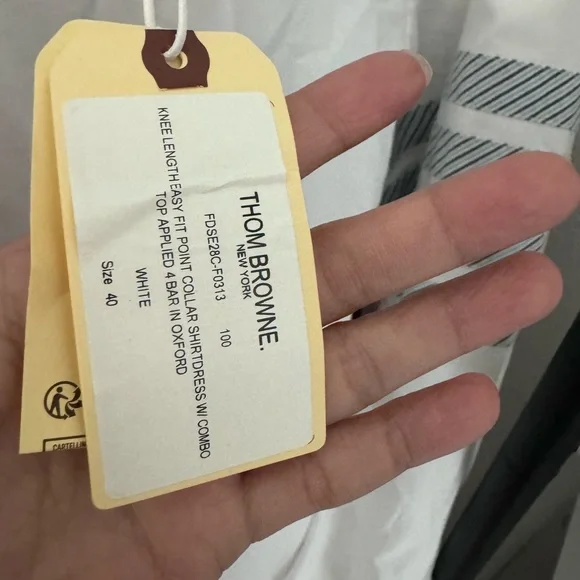 THOM BROWNE.
NEW YORK
FDSE28C-F0313 100
KNEE LENGTH EASY FIT POINT COLLAR SHIRTDRESS W/ COMBO
TOP APPLIED 4 BAR IN OXFORD
WHITE
Size 40